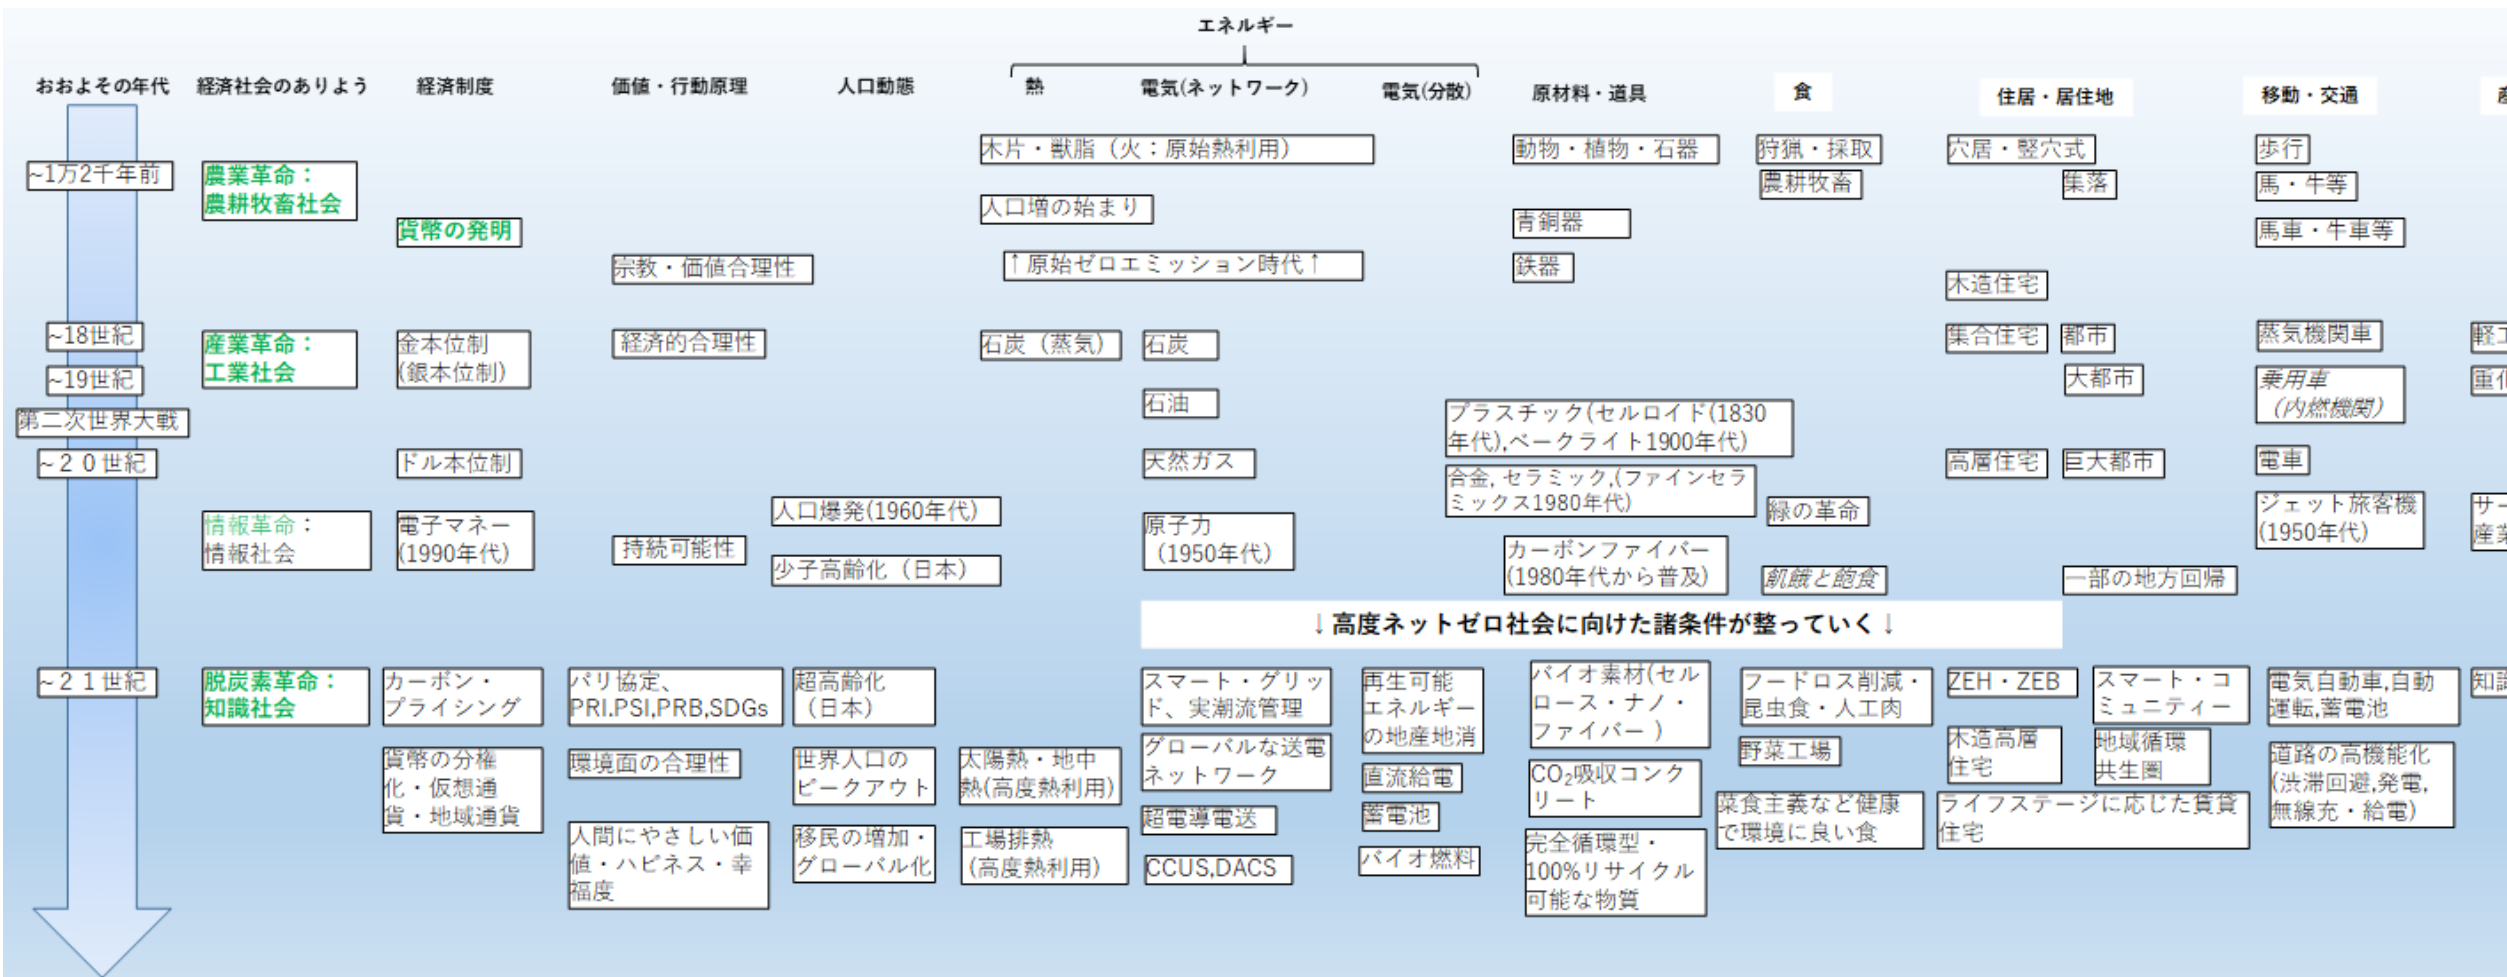 エネルギー
おおよその年代
経済社会のありよう
経済制度
価値・行動原理
人口動態
熱
電気(ネットワーク)
電気(分散)
原材料・道具
食
住居・居住地
移動・交通
木片・獣脂（火：原始熱利用）
動物・植物・石器
狩猟・採取
穴居・竪穴式
歩行
~1万2千年前
農業革命：
農耕牧畜社会
農耕牧畜
集落
馬・牛等
人口増の始まり
貨幣の発明
青銅器
馬車・牛車等
宗教・価値合理性
↑原始ゼロエミッション時代↑
鉄器
木造住宅
~18世紀
産業革命：
工業社会
金本位制
(銀本位制)
経済的合理性
石炭（蒸気）
石炭
集合住宅
都市
蒸気機関車
~19世紀
大都市
乗用車
（内燃機関）
石油
第二次世界大戦
プラスチック(セルロイド(1830
年代),ベークライト1900年代)
~２０世紀
ドル本位制
天然ガス
高層住宅
巨大都市
電車
合金, セラミック,(ファインセラ
ミックス1980年代)
人口爆発(1960年代)
緑の革命
ジェット旅客機
(1950年代)
情報革命：
情報社会
電子マネー
(1990年代)
持続可能性
原子力
（1950年代）
少子高齢化（日本）
カーボンファイバー
(1980年代から普及)
飢餓と飽食
一部の地方回帰
↓高度ネットゼロ社会に向けた諸条件が整っていく↓
~２１世紀
脱炭素革命：
知識社会
カーボン・
プライシング
パリ協定、
PRI.PSI,PRB,SDGs
超高齢化
（日本）
スマート・グリッ
ド、実潮流管理
再生可能
エネルギー
の地産地消
バイオ素材(セル
ロース・ナノ・
ファイバー )
フードロス削減・
昆虫食・人工肉
ZEH・ZEB
スマート・コ
ミュニティー
電気自動車,自動
運転,蓄電池
貨幣の分権
化・仮想通
貨・地域通貨
環境面の合理性
世界人口の
ピークアウト
太陽熱・地中
熱(高度熱利用)
グローバルな送電
ネットワーク
直流給電
CO₂吸収コンク
リート
野菜工場
木造高層
住宅
地域循環
共生圏
道路の高機能化
(渋滞回避,発電,
無線充・給電)
人間にやさしい価
値・ハピネス・幸
福度
移民の増加・
グローバル化
工場排熱
(高度熱利用)
超電導電送
蓄電池
菜食主義など健康
で環境に良い食
ライフステージに応じた賃貸
住宅
CCUS,DACS
バイオ燃料
完全循環型・
100%リサイクル
可能な物質